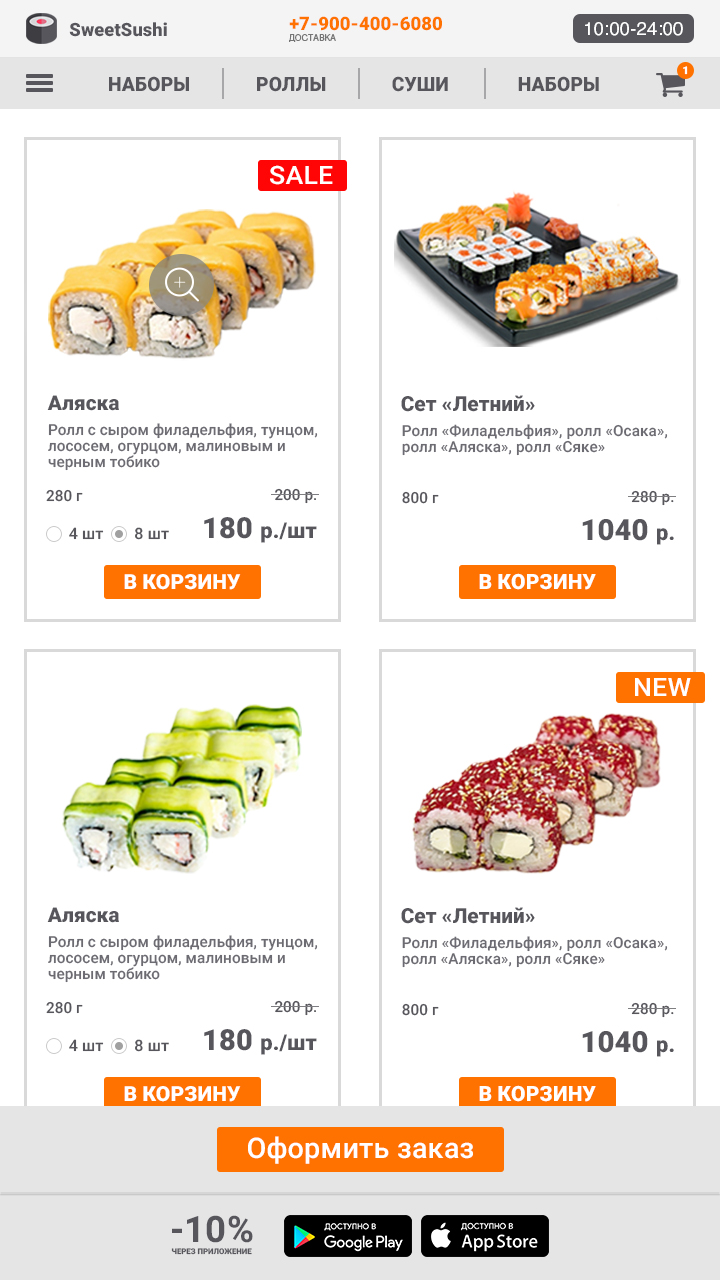 SweetSushi
+7-900-400-6080
ДОСТАВКА
10:00-24:00
НАБОРЫ
РОЛЛЫ
СУШИ
НАБОРЫ
1
SALE
Аляска
Ролл с сыром филадельфия, тунцом,
лососем, огурцом, малиновым и
черным тобико
280 г
200 р.
4 шт
8 шт
180 р./шт
В КОРЗИНУ
Сет «Летний»
Ролл «Филадельфия», ролл «Осака»,
ролл «Аляска», ролл «Сяке»
800 г
280 р.
1040 р.
В КОРЗИНУ
Аляска
Ролл с сыром филадельфия, тунцом,
лососем, огурцом, малиновым и
черным тобико
280 г
200 р.
4 шт
8 шт
180 р./шт
В КОРЗИНУ
NEW
Сет «Летний»
Ролл «Филадельфия», ролл «Осака»,
ролл «Аляска», ролл «Сяке»
800 г
280 р.
1040 р.
В КОРЗИНУ
Оформить заказ
-10%
ЧЕРЕЗ ПРИЛОЖЕНИЕ
ДОСТУПНО В
Google Play
ДОСТУПНО В
App Store